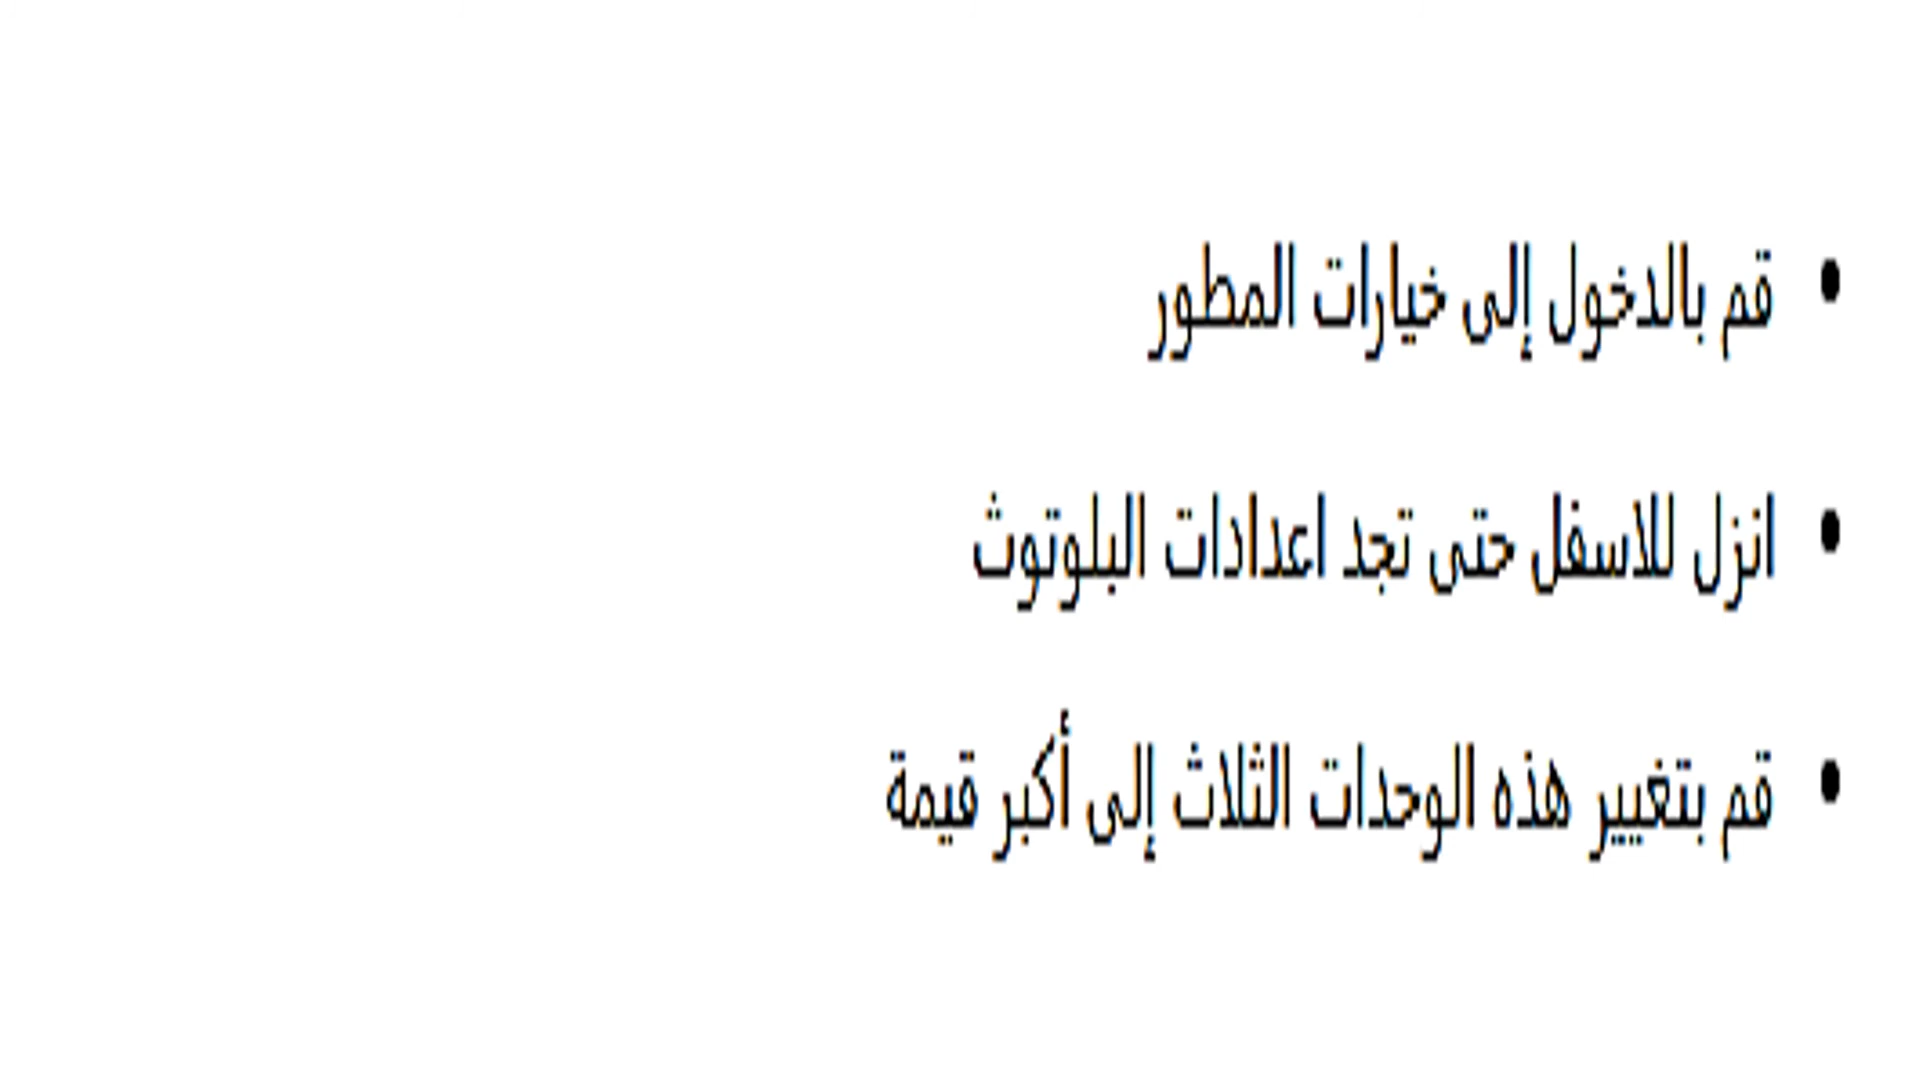 • قم بالدخول إلى خيارات المطور
• انزل للاسفل حتى تجد اعدادات البلوتوث
• قم بتغيير هذه الوحدات الثلاث إلى أكبر قيمة